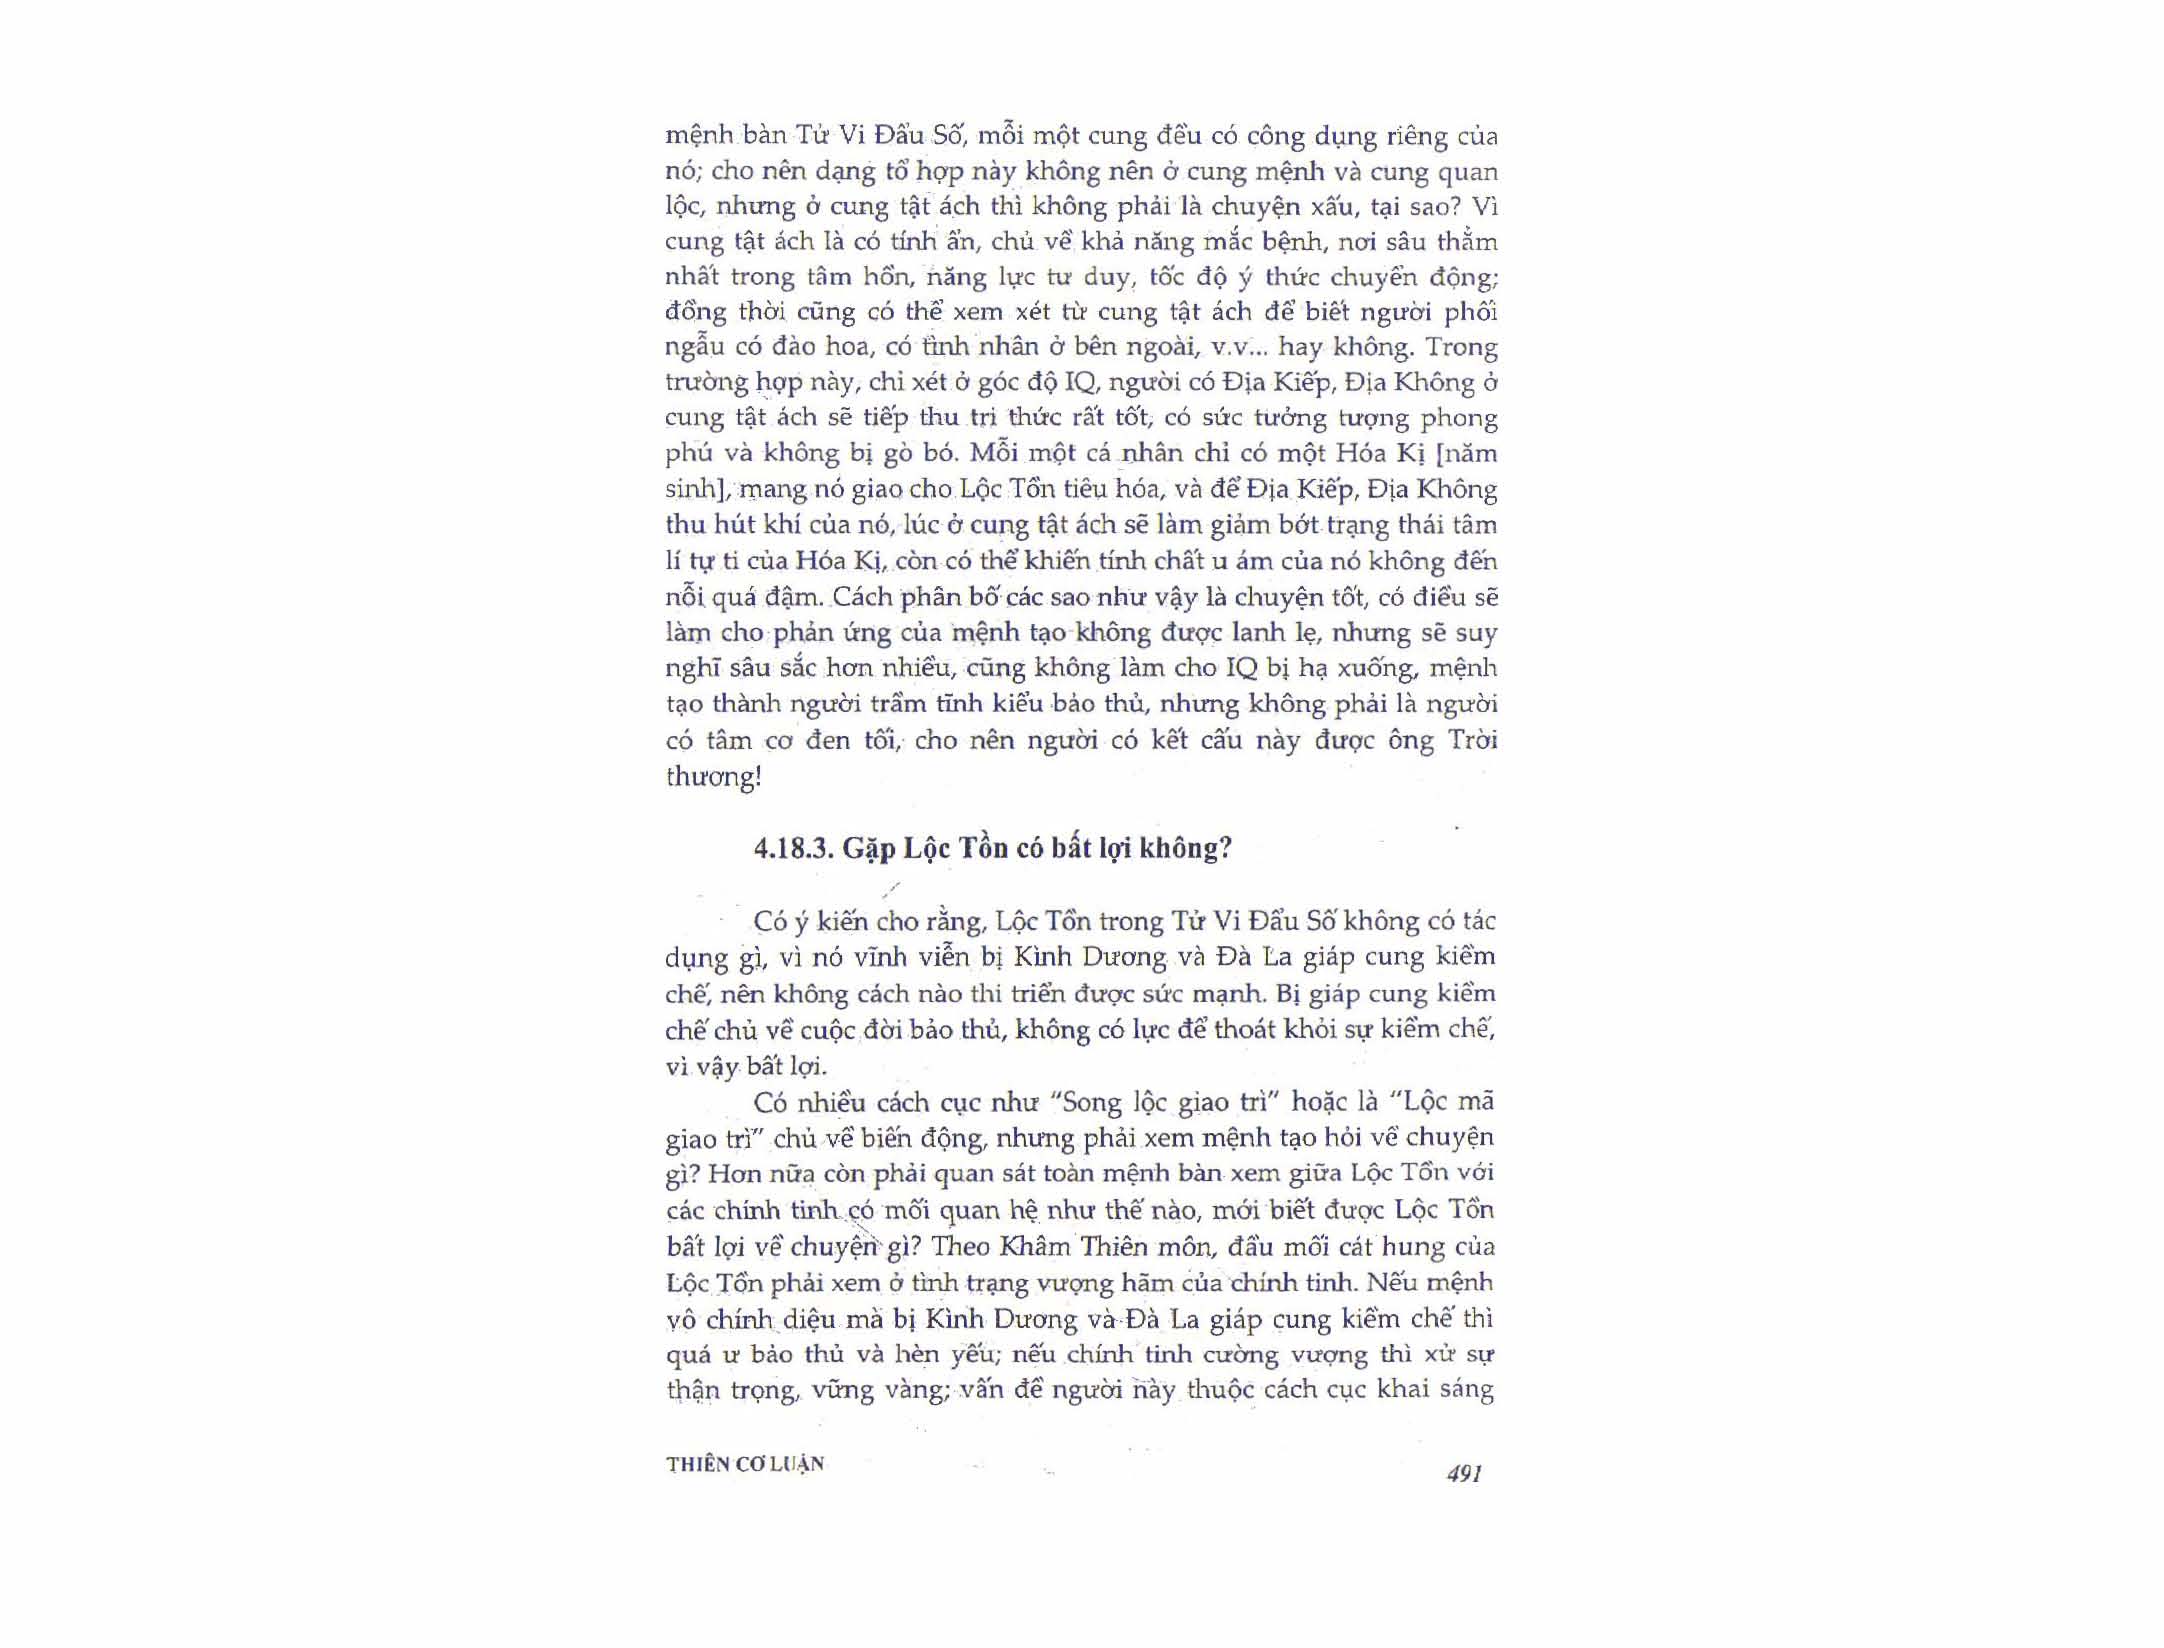 mệnh bàn Tử Vi Đẩu Số, mỗi một cung đều có công dụng riêng của
nó; cho nên dạng tổ hợp này không nên ở cung mệnh và cung quan
lộc, nhưng ở cung tật ách thì không phải là chuyện xấu, tại sao? Vì
cung tật ách là có tính ẩn, chủ về khả năng mắc bệnh, nơi sâu thẳm
nhất trong tâm hồn, năng lực tư duy, tốc độ ý thức chuyển động;
đồng thời cũng có thể xem xét từ cung tật ách để biết người phối
ngẫu có đào hoa, có tình nhân ở bên ngoài, v.v... hay không. Trong
trường hợp này, chỉ xét ở góc độ IQ, người có Địa Kiếp, Địa Không ở
cung tật ách sẽ tiếp thu tri thức rất tốt, có sức tưởng tượng phong
phú và không bị gò bó. Mỗi một cá nhân chỉ có một Hóa Kị [năm
sinh], mang nó giao cho Lộc Tồn tiêu hóa, và để Địa Kiếp, Địa Không
thu hút khí của nó, lúc ở cung tật ách sẽ làm giảm bớt trạng thái tâm
lí tự ti của Hóa Kị, còn có thể khiến tính chất u ám của nó không đến
nỗi quá đậm. Cách phân bố các sao như vậy là chuyện tốt, có điều sẽ
làm cho phản ứng của mệnh tạo không được lanh lẹ, nhưng sẽ suy
nghĩ sâu sắc hơn nhiều, cũng không làm cho IQ bị hạ xuống, mệnh
tạo thành người trầm tĩnh kiểu bảo thủ, nhưng không phải là người
có tâm cơ đen tối, cho nên người có kết cấu này được ông Trời
thương!
4.18.3. Gặp Lộc Tồn có bất lợi không?
Có ý kiến cho rằng, Lộc Tồn trong Tử Vi Đẩu Số không có tác
dụng gì, vì nó vĩnh viễn bị Kình Dương và Đà La giáp cung kiềm
chế, nên không cách nào thi triển được sức mạnh. Bị giáp cung kiềm
chế chủ về cuộc đời bảo thủ, không có lực để thoát khỏi sự kiềm chế,
vì vậy bất lợi.
Có nhiều cách cục như "Song lộc giao trì" hoặc là "Lộc mã
giao trì" chủ về biến động, nhưng phải xem mệnh tạo hỏi về chuyện
gì? Hơn nữa còn phải quan sát toàn mệnh bàn xem giữa Lộc Tồn với
các chính tinh có mối quan hệ như thế nào, mới biết được Lộc Tồn
bất lợi về chuyện gì? Theo Khâm Thiên môn, đầu mối cát hung của
Lộc Tồn phải xem ở tình trạng vượng hãm của chính tinh. Nếu mệnh
vô chính diệu mà bị Kình Dương và Đà La giáp cung kiềm chế thì
quá ư bảo thủ và hèn yếu; nếu chính tinh cường vượng thì xử sự
thận trọng, vững vàng; vấn đề người này thuộc cách cục khai sáng
THIÊN CƠ LUẬN
491